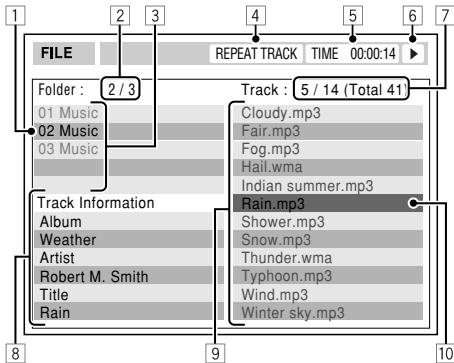 1 2 3 4 5 6 7
FILE REPEAT TRACK TIME 00:00:14
Folder : 2 / 3 Track : 5 / 14 (Total 41)
01 Music Cloudy.mp3
02 Music Fair.mp3
03 Music Fog.mp3
Hail.wma
Indian summer.mp3
Track Information Rain.mp3
Album Shower.mp3
Weather Snow.mp3
Artist Thunder.wma
Robert M. Smith Typhoon.mp3
Title Wind.mp3
Rain Winter sky.mp3
8 9 10